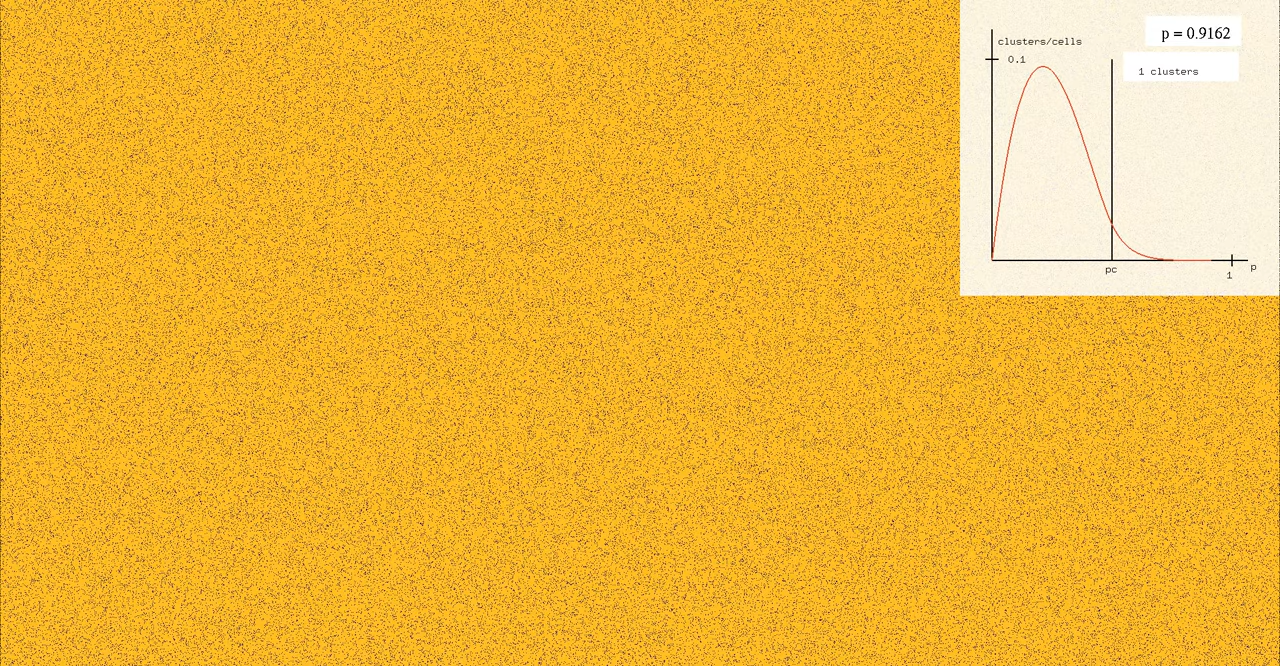 p = 0.9162
clusters/cells
0.1
1 clusters
pc
1
p